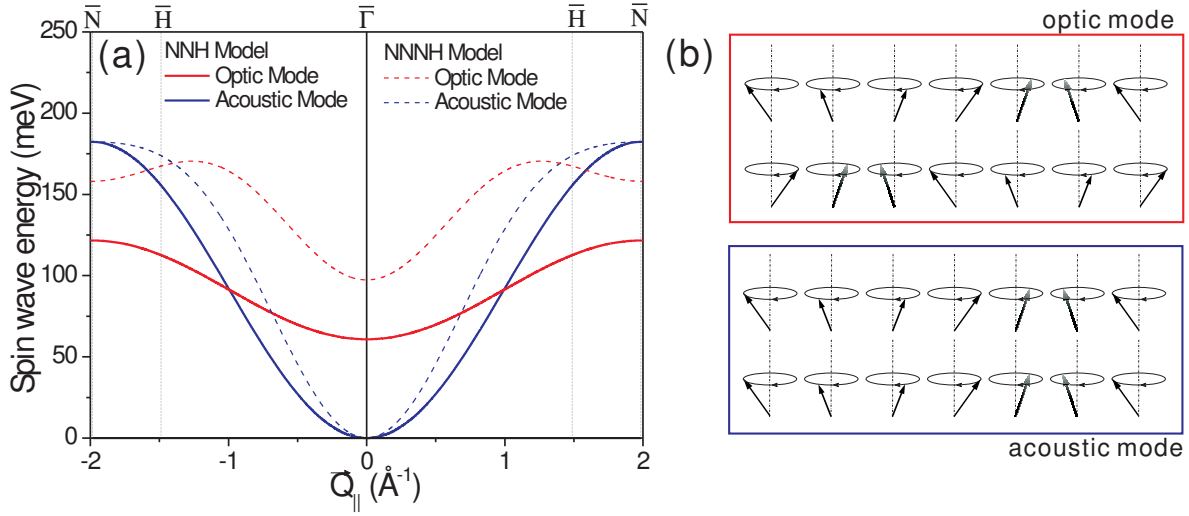 N̅ H̅ Γ̅ H̅ N̅
optic mode
250
200
150
100
50
0
Spin wave energy (meV)
(a)
NNH Model
Optic Mode
Acoustic Mode
NNNH Model
Optic Mode
Acoustic Mode
-2 -1 0 1 2
Q⃗|| (Å-1)
(b)
acoustic mode